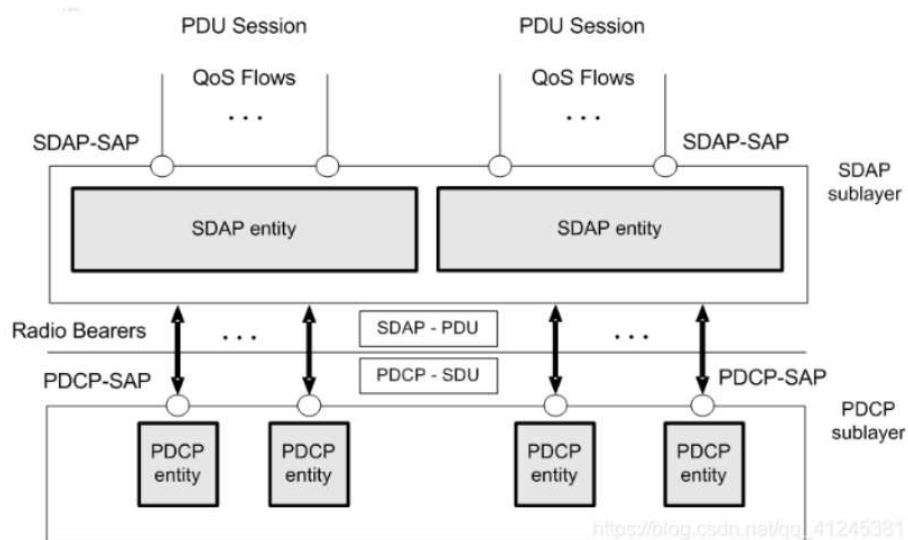 PDU Session
PDU Session
QoS Flows
QoS Flows
...
...
SDAP-SAP
SDAP-SAP
SDAP
sublayer
SDAP entity
SDAP entity
Radio Bearers
...
SDAP - PDU
...
PDCP-SAP
PDCP - SDU
PDCP-SAP
PDCP
sublayer
PDCP
entity
PDCP
entity
PDCP
entity
PDCP
entity
https://blog.csdn.net/qq_41245381